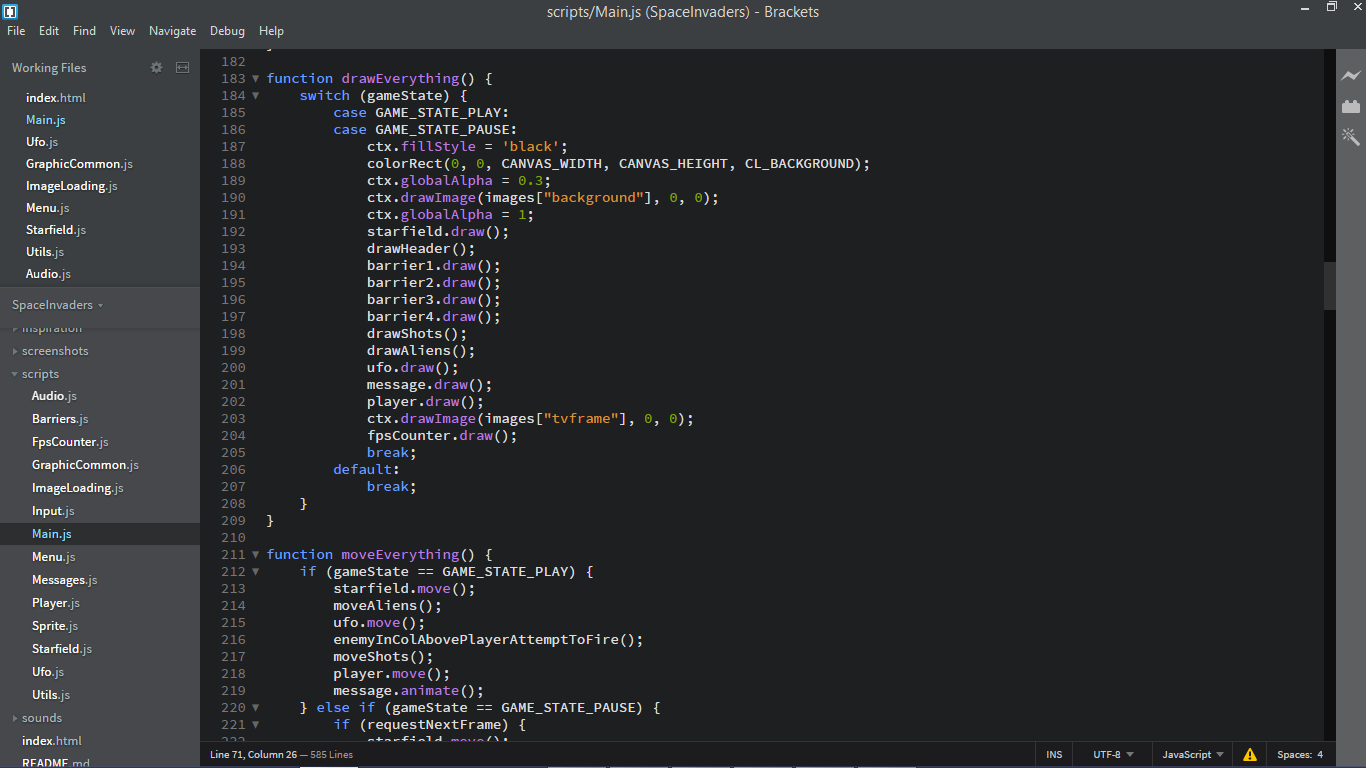 scripts/Main.js (SpaceInvaders) - Brackets
File Edit Find View Navigate Debug Help
Working Files
index.html
Main.js
Ufo.js
GraphicCommon.js
ImageLoading.js
Menu.js
Starfield.js
Utils.js
Audio.js
SpaceInvaders
inspiration
screenshots
scripts
Audio.js
Barriers.js
FpsCounter.js
GraphicCommon.js
ImageLoading.js
Input.js
Main.js
Menu.js
Messages.js
Player.js
Sprite.js
Starfield.js
Ufo.js
Utils.js
sounds
index.html
README.md
182
183 function drawEverything() {
184     switch (gameState) {
185         case GAME_STATE_PLAY:
186         case GAME_STATE_PAUSE:
187             ctx.fillStyle = 'black';
188             colorRect(0, 0, CANVAS_WIDTH, CANVAS_HEIGHT, CL_BACKGROUND);
189             ctx.globalAlpha = 0.3;
190             ctx.drawImage(images["background"], 0, 0);
191             ctx.globalAlpha = 1;
192             starfield.draw();
193             drawHeader();
194             barrier1.draw();
195             barrier2.draw();
196             barrier3.draw();
197             barrier4.draw();
198             drawShots();
199             drawAliens();
200             ufo.draw();
201             message.draw();
202             player.draw();
203             ctx.drawImage(images["tvframe"], 0, 0);
204             fpsCounter.draw();
205             break;
206         default:
207             break;
208     }
209 }
210
211 function moveEverything() {
212     if (gameState == GAME_STATE_PLAY) {
213         starfield.move();
214         moveAliens();
215         ufo.move();
216         enemyInColAbovePlayerAttemptToFire();
217         moveShots();
218         player.move();
219         message.animate();
220     } else if (gameState == GAME_STATE_PAUSE) {
221         if (requestNextFrame) {
222             starfield.move();
Line 71, Column 26 — 585 Lines
INS UTF-8 JavaScript Spaces: 4